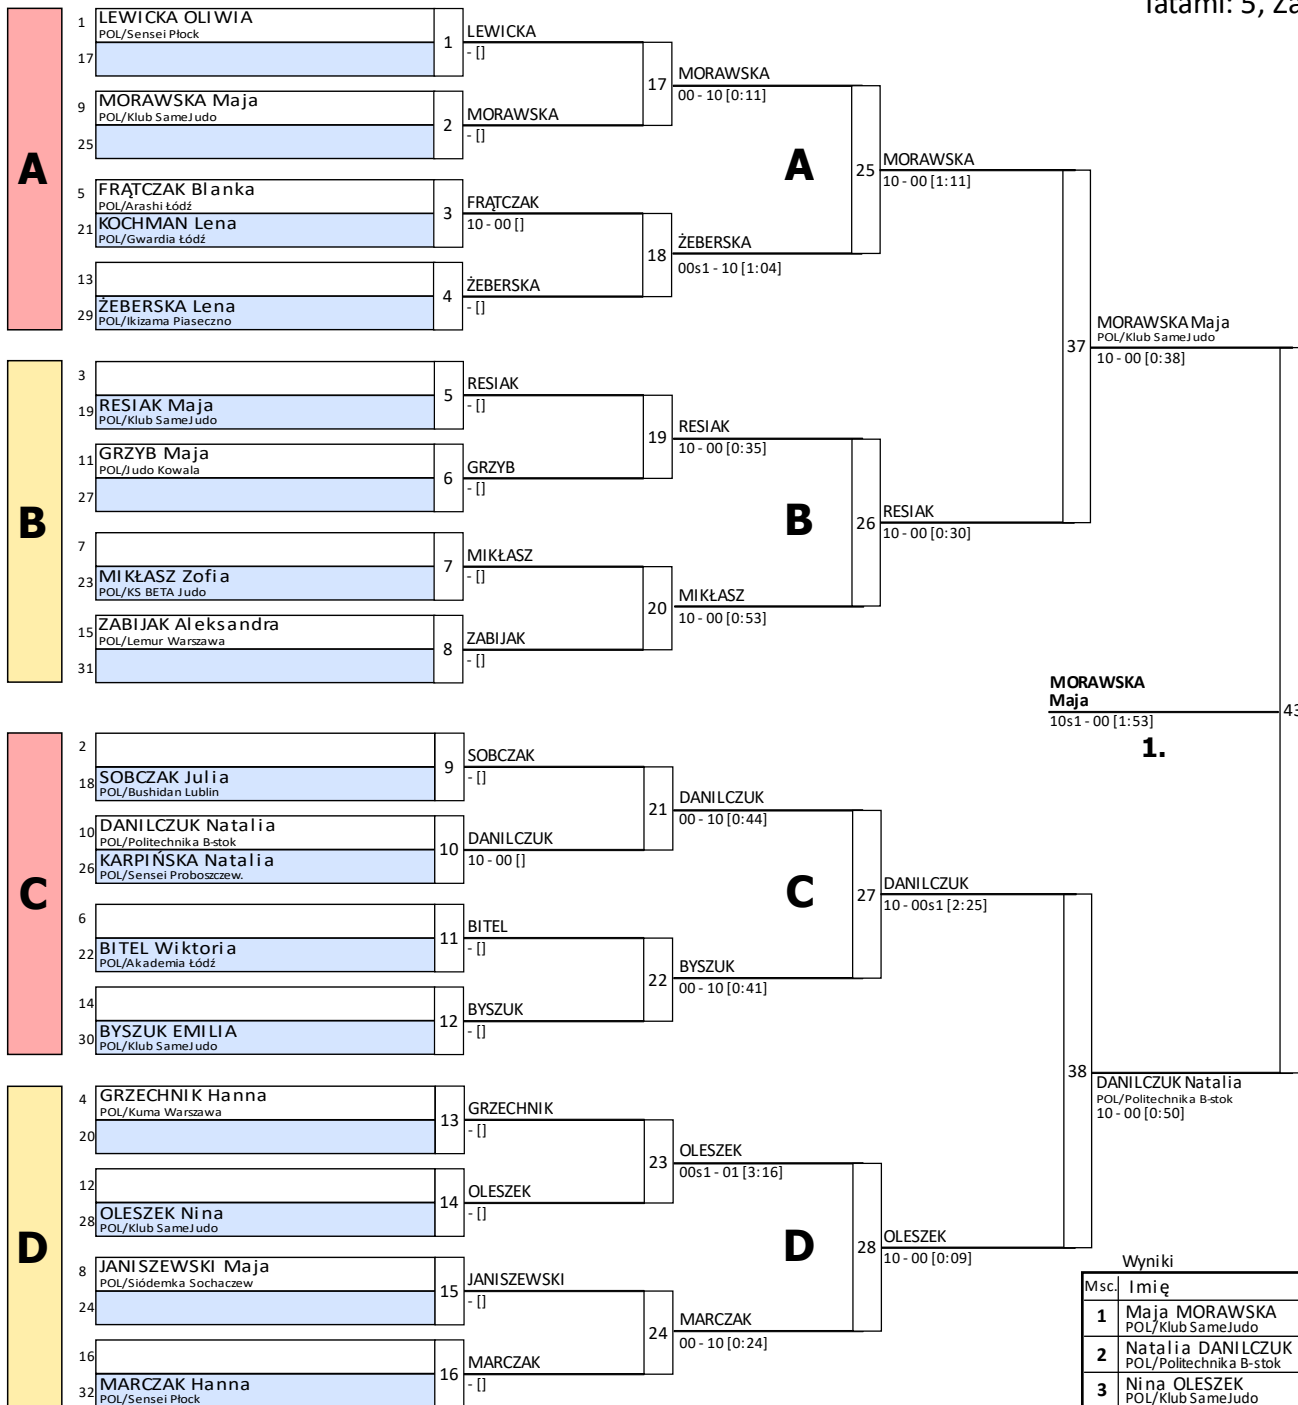 Tatami: 5, Za
A
1 LEWICKA OLIWIA
POL/Sensei Płock
17
1
LEWICKA
- []
9 MORAWSKA Maja
POL/Klub SameJudo
25
2
MORAWSKA
- []
17
MORAWSKA
00 - 10 [0:11]
5 FRĄTCZAK Blanka
POL/Arashi Łódź
21 KOCHMAN Lena
POL/Gwardia Łódź
3
FRĄTCZAK
10 - 00 []
13
29 ŻEBERSKA Lena
POL/Ikizama Piaseczno
4
ŻEBERSKA
- []
18
ŻEBERSKA
00s1 - 10 [1:04]
A
25
MORAWSKA
10 - 00 [1:11]
B
3
19 RESIAK Maja
POL/Klub SameJudo
5
RESIAK
- []
11 GRZYB Maja
POL/Judo Kowala
27
6
GRZYB
- []
19
RESIAK
10 - 00 [0:35]
7
23 MIKŁASZ Zofia
POL/KS BETA Judo
7
MIKŁASZ
- []
15 ZABIJAK Aleksandra
POL/Lemur Warszawa
31
8
ZABIJAK
- []
20
MIKŁASZ
10 - 00 [0:53]
B
26
RESIAK
10 - 00 [0:30]
37
MORAWSKA Maja
POL/Klub SameJudo
10 - 00 [0:38]
MORAWSKA
Maja
10s1 - 00 [1:53]
1.
43
C
2
18 SOBCZAK Julia
POL/Bushidan Lublin
9
SOBCZAK
- []
10 DANILCZUK Natalia
POL/Politechnika B-stok
26 KARPIŃSKA Natalia
POL/Sensei Proboszczew.
10
DANILCZUK
10 - 00 []
21
DANILCZUK
00 - 10 [0:44]
6
22 BITEL Wiktoria
POL/Akademia Łódź
11
BITEL
- []
14
30 BYSZUK EMILIA
POL/Klub SameJudo
12
BYSZUK
- []
22
BYSZUK
00 - 10 [0:41]
C
27
DANILCZUK
10 - 00s1 [2:25]
D
4 GRZECHNIK Hanna
POL/Kuma Warszawa
20
13
GRZECHNIK
- []
12
28 OLESZEK Nina
POL/Klub SameJudo
14
OLESZEK
- []
23
OLESZEK
00s1 - 01 [3:16]
8 JANISZEWSKI Maja
POL/Siódemka Sochaczew
24
15
JANISZEWSKI
- []
16
32 MARCZAK Hanna
POL/Sensei Płock
16
MARCZAK
- []
24
MARCZAK
00 - 10 [0:24]
D
28
OLESZEK
10 - 00 [0:09]
38
DANILCZUK Natalia
POL/Politechnika B-stok
10 - 00 [0:50]
Wyniki
Msc. Imię
1 Maja MORAWSKA
POL/Klub SameJudo
2 Natalia DANILCZUK
POL/Politechnika B-stok
3 Nina OLESZEK
POL/Klub SameJudo